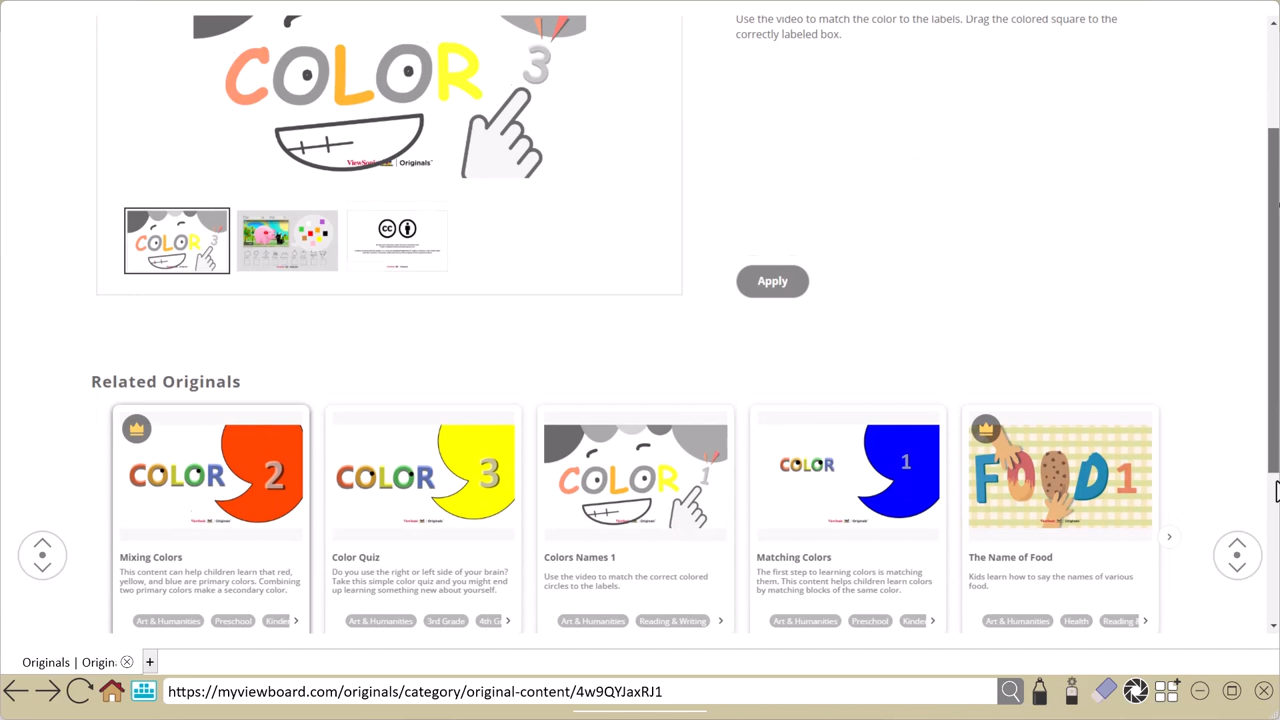 Use the video to match the color to the labels. Drag the colored square to the
correctly labeled box.
COLOR 3
ViewSonic | Originals™
COLOR 3
Apply
Related Originals
COLOR 2
COLOR 3
COLOR 1
COLOR 1
FOOD 1
Mixing Colors
This content can help children learn that red,
yellow, and blue are primary colors. Combining
two primary colors make a secondary color.
Art & Humanities Preschool Kinde
Color Quiz
Do you use the right or left side of your brain?
Take this simple color quiz and you might end
up learning something new about yourself.
Art & Humanities 3rd Grade 4th G
Colors Names 1
Use the video to match the correct colored
circles to the labels.
Art & Humanities Reading & Writing
Matching Colors
The first step to learning colors is matching
them. This content helps children learn colors
by matching blocks of the same color.
Art & Humanities Preschool Kinde
The Name of Food
Kids learn how to say the names of various
food.
Art & Humanities Health Reading &
Originals | Origin
https://myviewboard.com/originals/category/original-content/4w9QYJaxRJ1